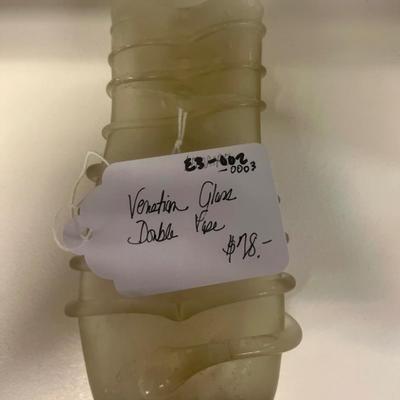 E3-002
-0003
Venetian Glass
Double Vase
$78.-